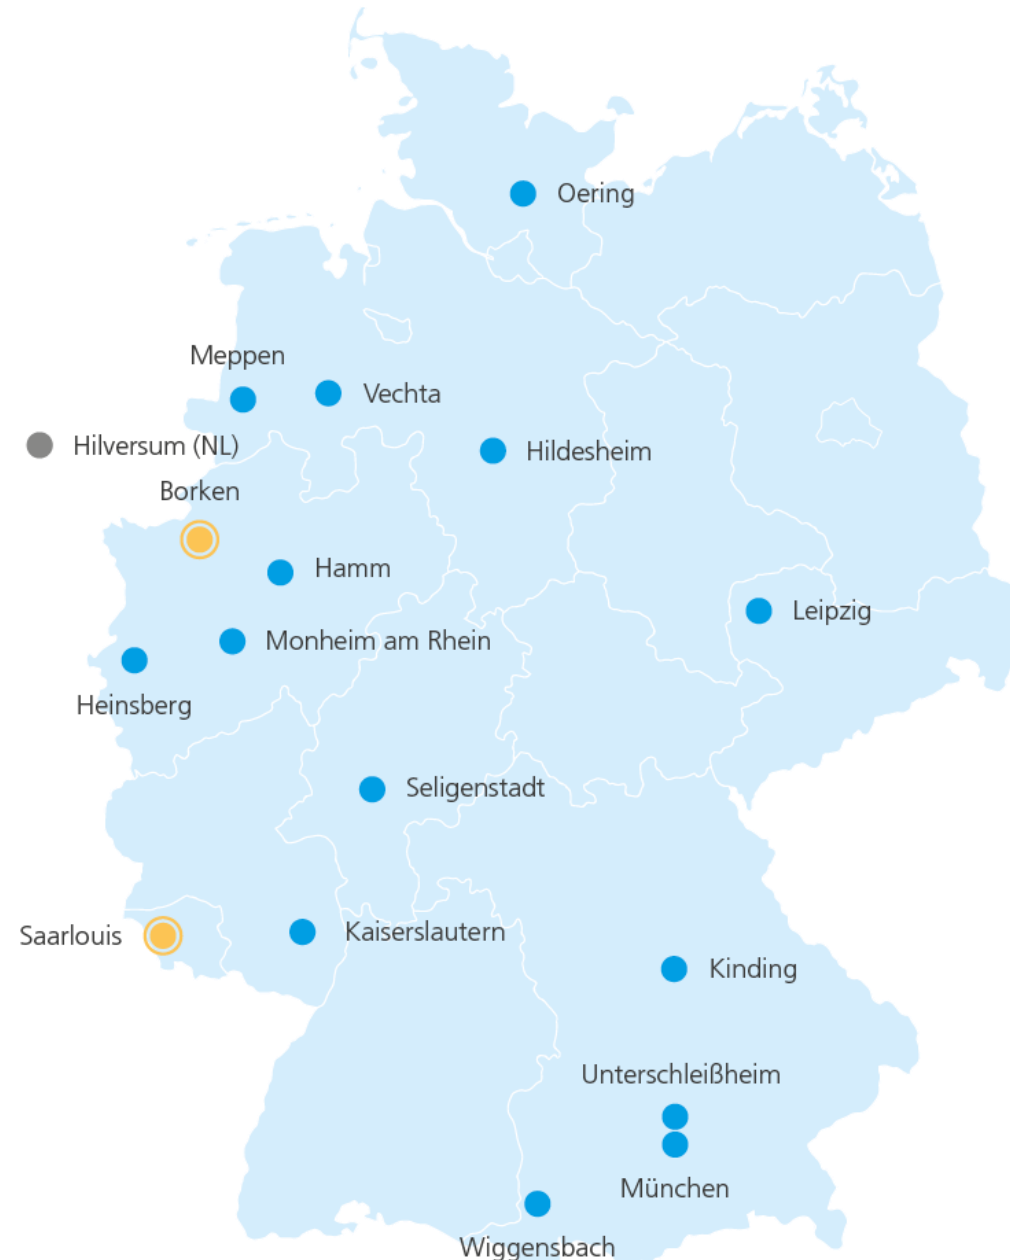 Oering
Meppen
Vechta
Hilversum (NL)
Hildesheim
Borken
Hamm
Leipzig
Monheim am Rhein
Heinsberg
Seligenstadt
Saarlouis
Kaiserslautern
Kinding
Unterschleißheim
München
Wiggensbach